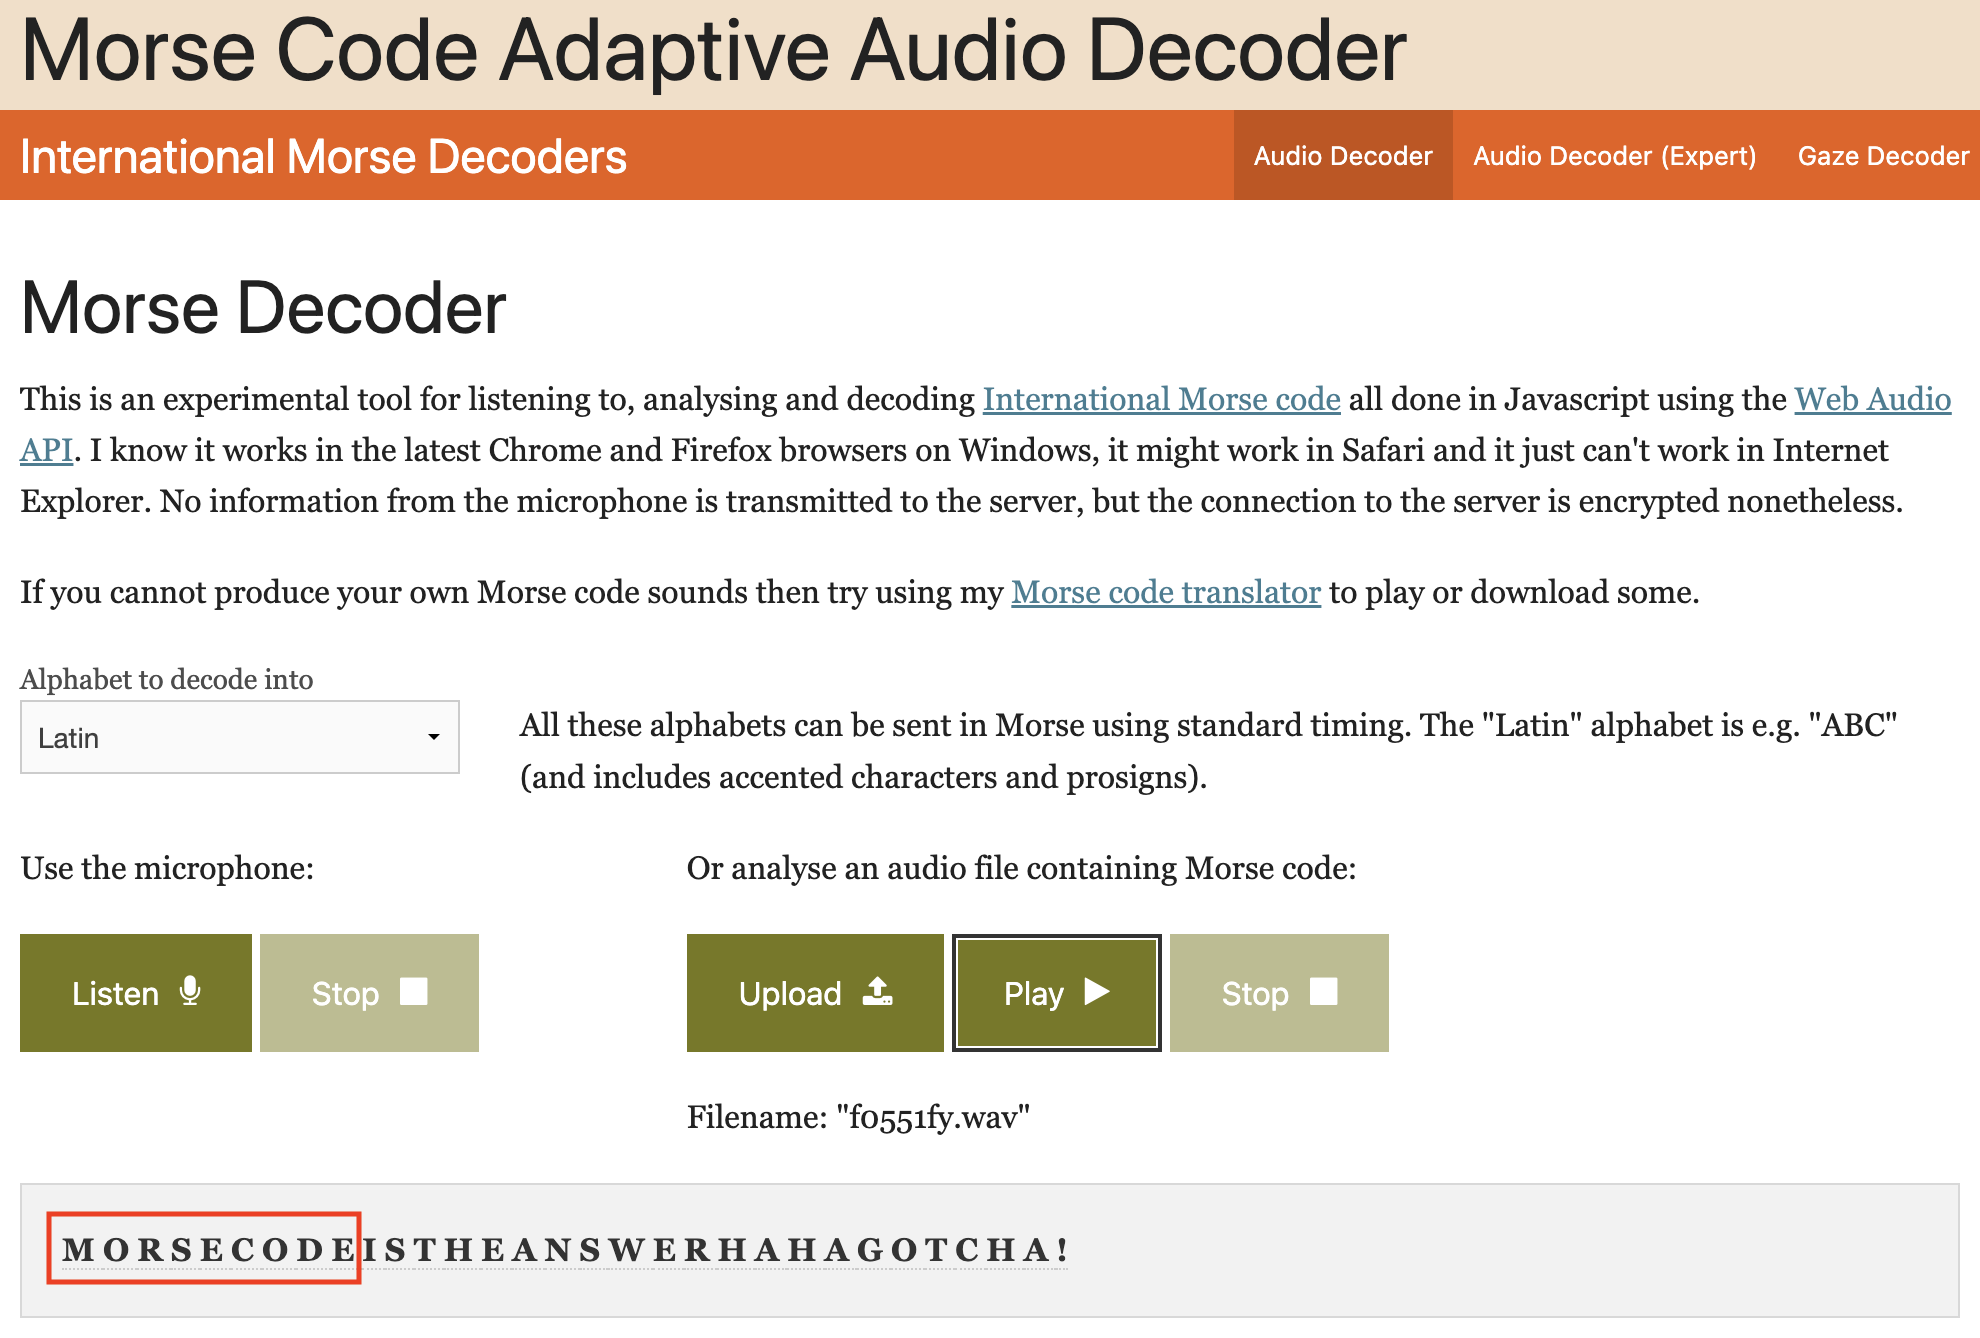 Morse Code Adaptive Audio Decoder
International Morse Decoders
Audio Decoder
Audio Decoder (Expert)
Gaze Decoder
Morse Decoder
This is an experimental tool for listening to, analysing and decoding International Morse code all done in Javascript using the Web Audio
API. I know it works in the latest Chrome and Firefox browsers on Windows, it might work in Safari and it just can't work in Internet
Explorer. No information from the microphone is transmitted to the server, but the connection to the server is encrypted nonetheless.
If you cannot produce your own Morse code sounds then try using my Morse code translator to play or download some.
Alphabet to decode into
Latin
All these alphabets can be sent in Morse using standard timing. The "Latin" alphabet is e.g. "ABC"
(and includes accented characters and prosigns).
Use the microphone:
Or analyse an audio file containing Morse code:
Listen
Stop
Upload
Play
Stop
Filename: "f0551fy.wav"
M O R S E C O D E I S T H E A N S W E R H A H A G O T C H A !